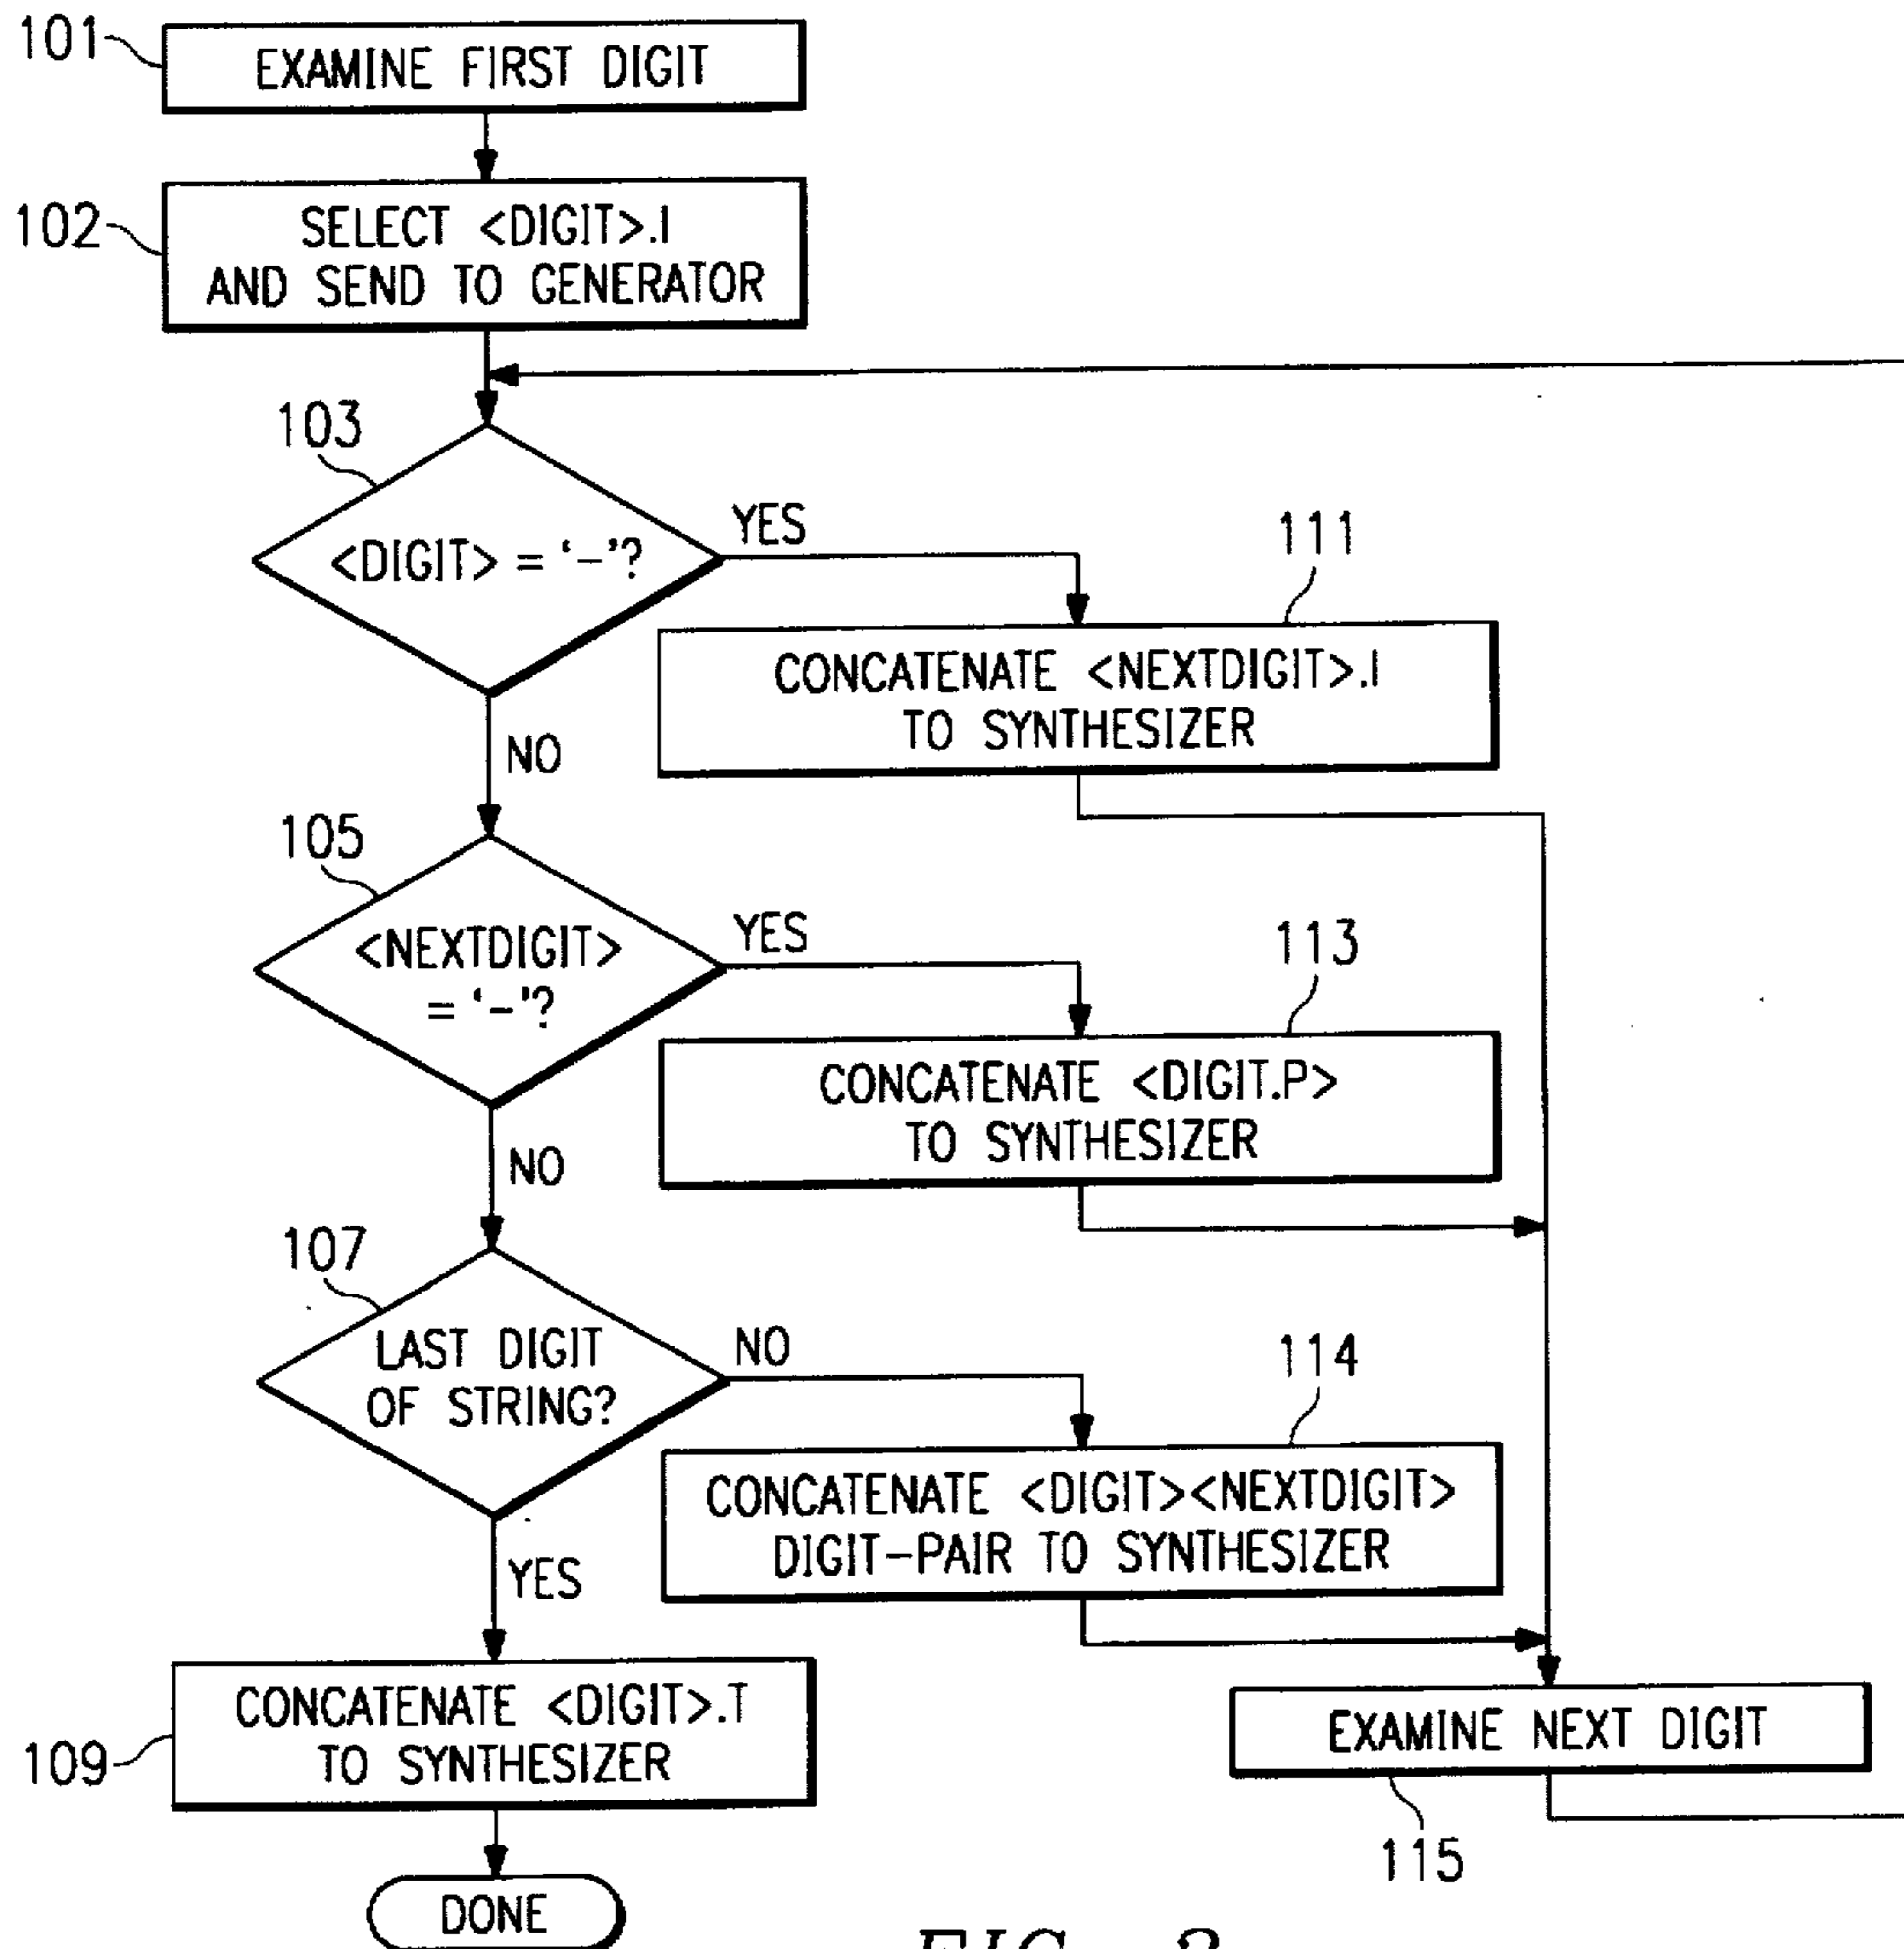 101
EXAMINE FIRST DIGIT
102
SELECT <DIGIT>.I
AND SEND TO GENERATOR
103
<DIGIT> = ‘–’?
YES
111
CONCATENATE <NEXTDIGIT>.I
TO SYNTHESIZER
NO
105
<NEXTDIGIT>
= ‘–’?
YES
113
CONCATENATE <DIGIT.P>
TO SYNTHESIZER
NO
107
LAST DIGIT
OF STRING?
NO
114
CONCATENATE <DIGIT><NEXTDIGIT>
DIGIT–PAIR TO SYNTHESIZER
YES
CONCATENATE <DIGIT>.T
TO SYNTHESIZER
109
EXAMINE NEXT DIGIT
115
DONE